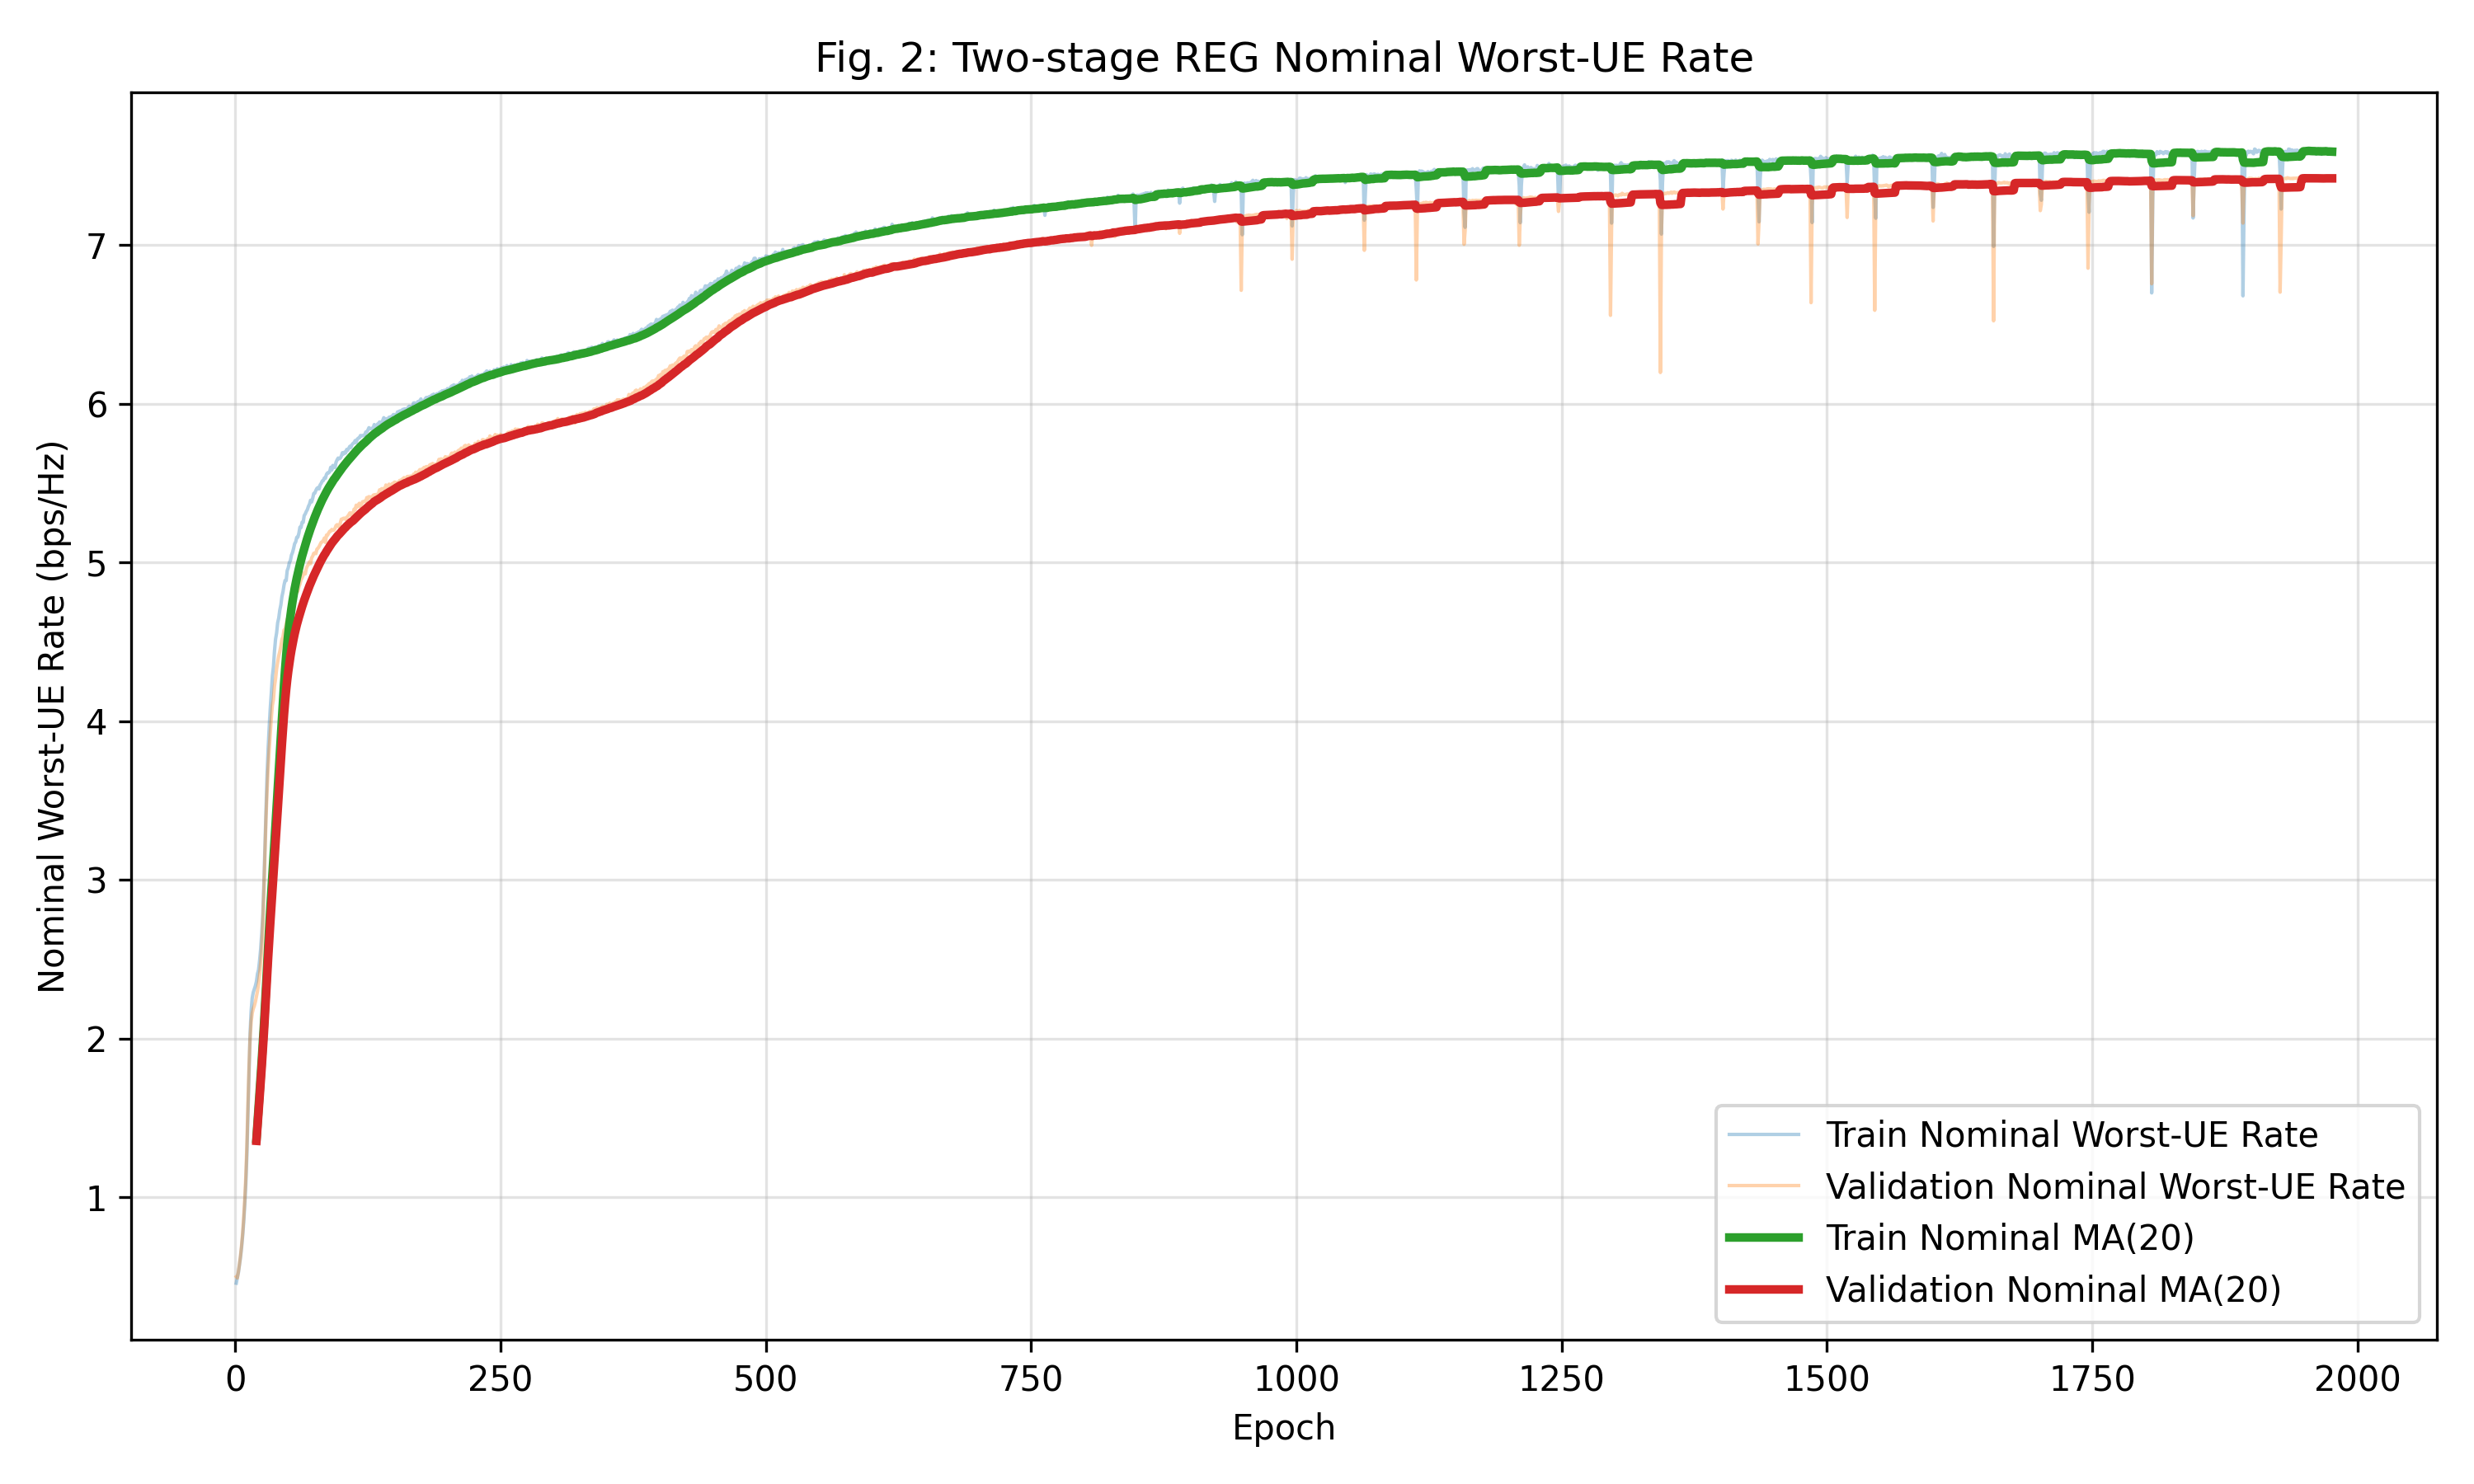 Fig. 2: Two-stage REG Nominal Worst-UE Rate
Nominal Worst-UE Rate (bps/Hz)
7
6
5
4
3
2
1
0 250 500 750 1000 1250 1500 1750 2000
Epoch
Train Nominal Worst-UE Rate
Validation Nominal Worst-UE Rate
Train Nominal MA(20)
Validation Nominal MA(20)